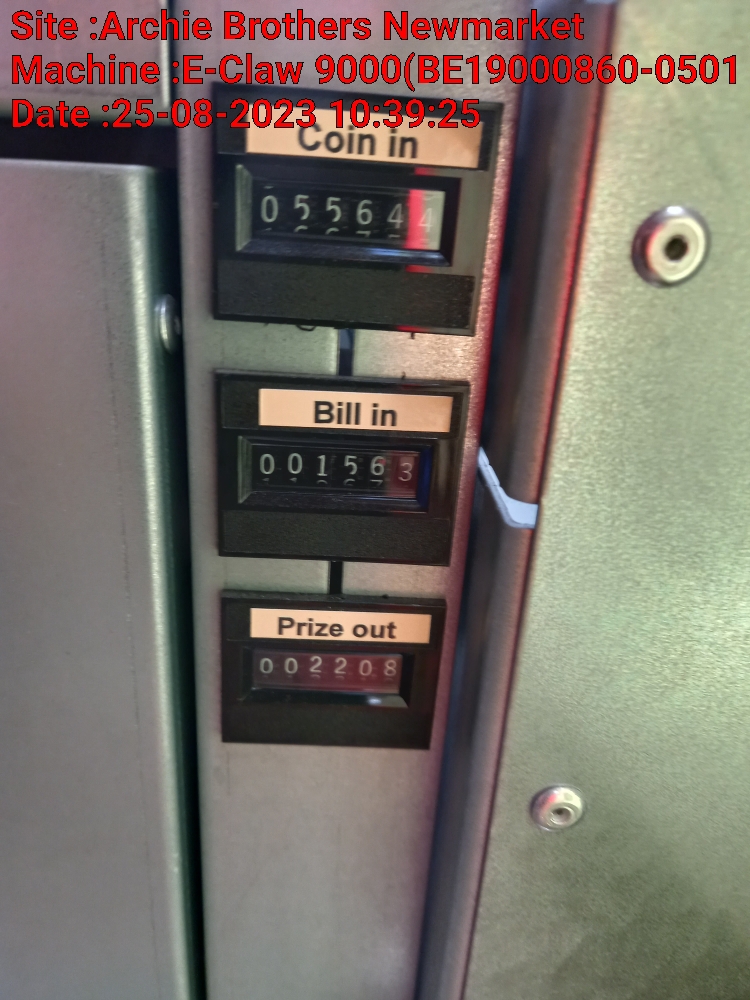 Site :Archie Brothers Newmarket
Machine :E-Claw 9000(BE19000860-0501
Date :25-08-2023 10:39:25
Coin in
055644
Bill in
001563
Prize out
002208